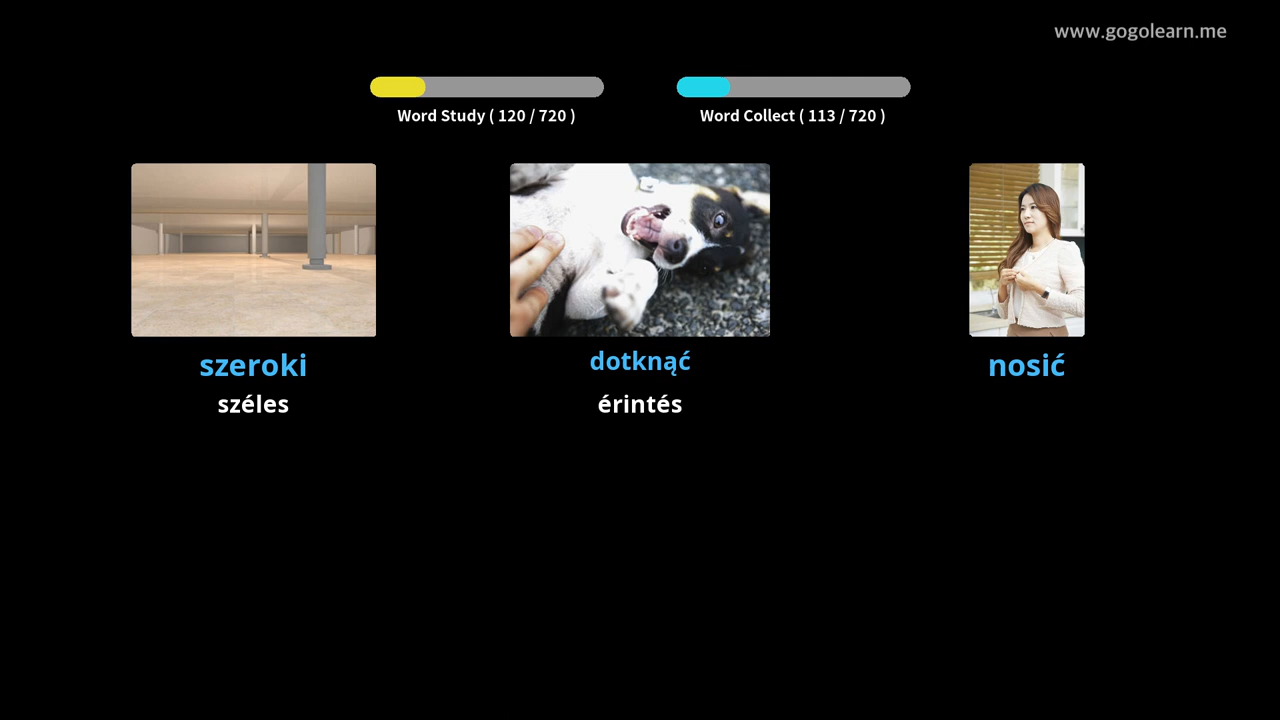 www.gogolearn.me
Word Study ( 120 / 720 )
Word Collect ( 113 / 720 )
szeroki
széles
dotknąć
érintés
nosić